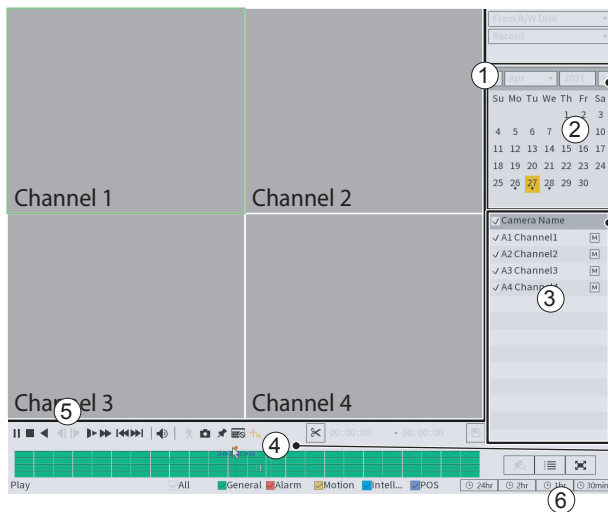 From R/W Disk
Record
1
Apr 2021
Su Mo Tu We Th Fr Sa
1 2 3
4 5 6 7 2 10
11 12 13 14 15 16 17
18 19 20 21 22 23 24
25 26 27 28 29 30
Channel 1
Channel 2
Camera Name
A1 Channel1 M
A2 Channel2 M
A3 Channel3 M
A4 Channel4 M
3
Channel 3
Channel 4
5
4
00:00:00 - 00:00:00
Play
All General Alarm Motion Intell... POS
24hr 2hr 1hr 30min
6